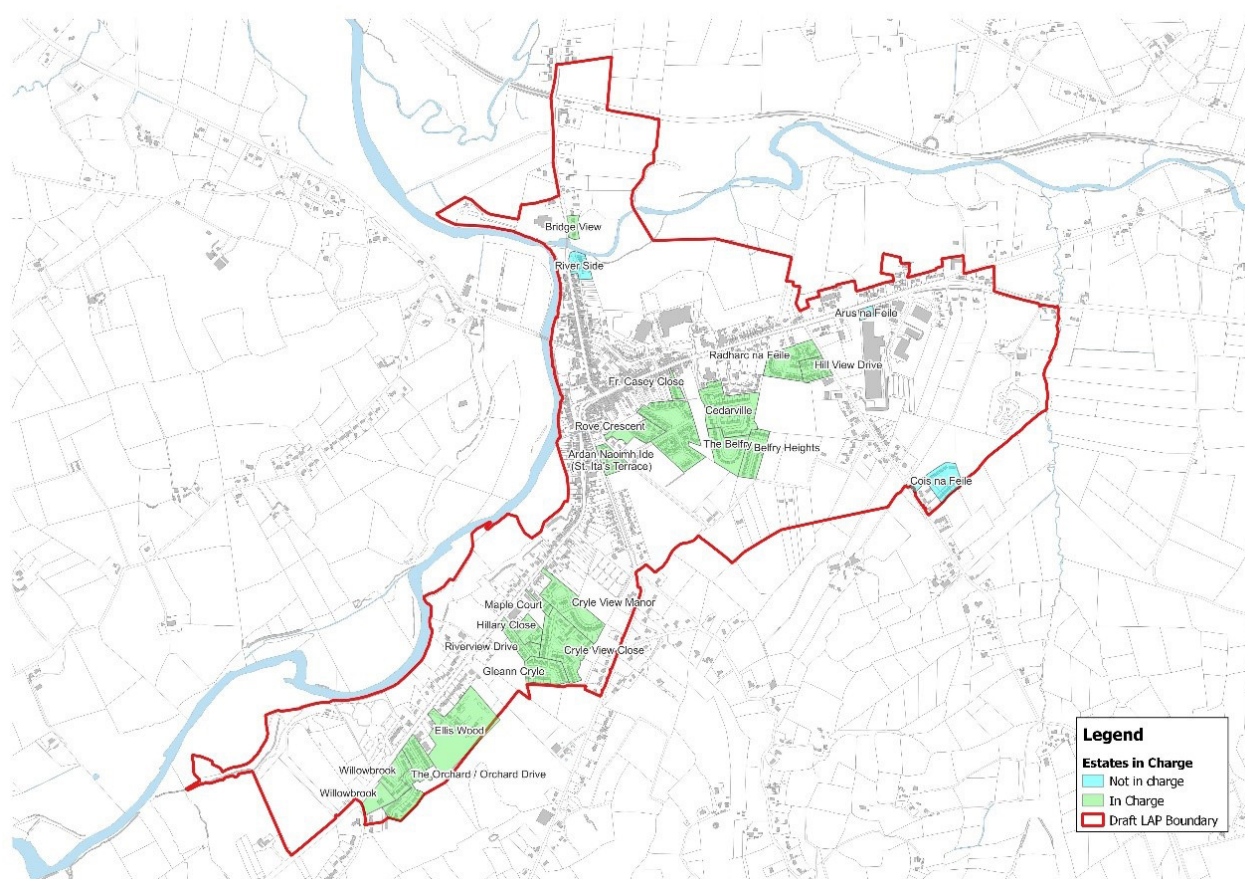 Bridge View
River Side
Arus na Feile
Radharc na Feile
Hill View Drive
Fr. Casey Close
Cedarville
Rove Crescent
The Belfry
Belfry Heights
Ardan Naoimh Ide
(St. Ita's Terrace)
Cois na Feile
Maple Court
Cryle View Manor
Hillary Close
Riverview Drive
Cryle View Close
Gleann Cryle
Ellis Wood
Willowbrook
The Orchard / Orchard Drive
Willowbrook
Legend
Estates in Charge
Not in charge
In Charge
Draft LAP Boundary